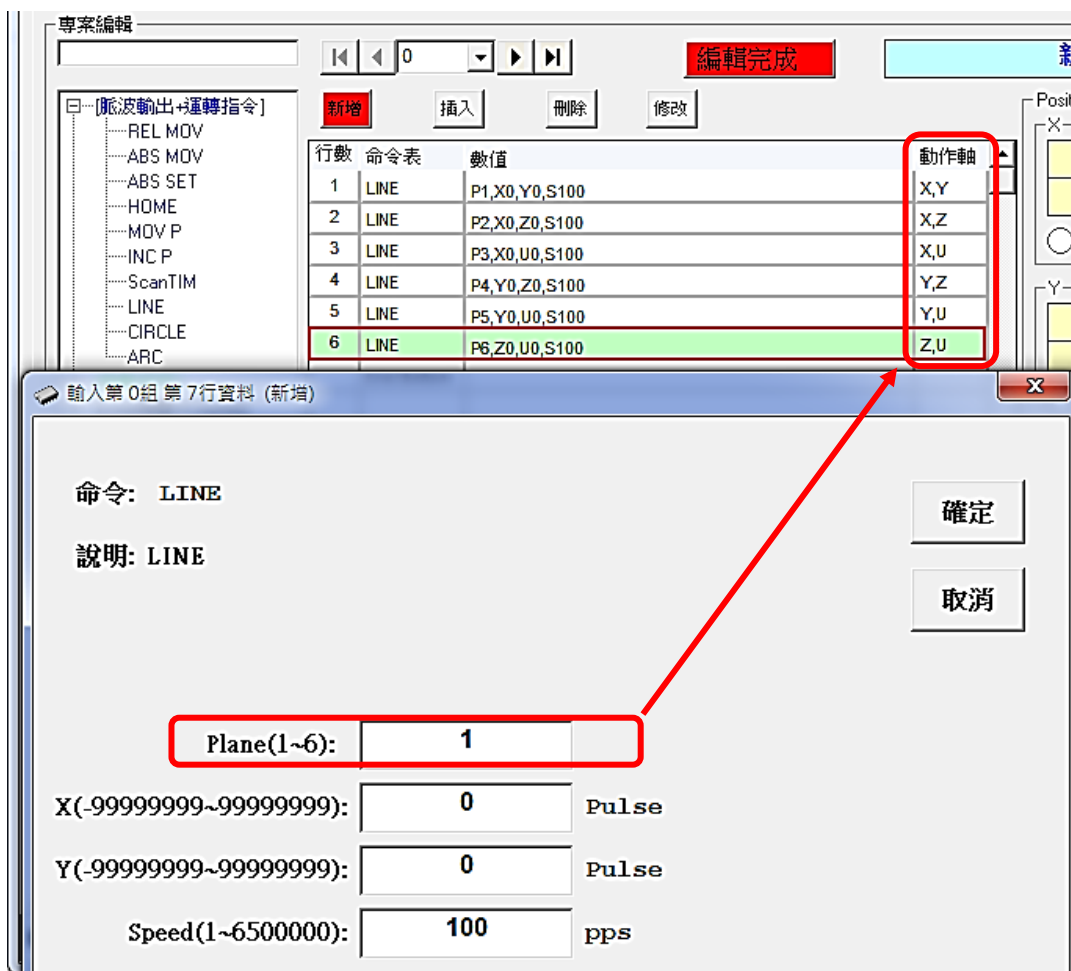 專案編輯
0
編輯完成
新增
插入
刪除
修改
[脈波輸出+運轉指令]
REL MOV
ABS MOV
ABS SET
HOME
MOV P
INC P
ScanTIM
LINE
CIRCLE
ARC
行數 命令表 數值 動作軸
1 LINE P1,X0,Y0,S100 X,Y
2 LINE P2,X0,Z0,S100 X,Z
3 LINE P3,X0,U0,S100 X,U
4 LINE P4,Y0,Z0,S100 Y,Z
5 LINE P5,Y0,U0,S100 Y,U
6 LINE P6,Z0,U0,S100 Z,U
Posit
X
Y
輸入第 0組 第 7行資料 (新增)
X
命令: LINE
說明: LINE
確定
取消
Plane(1~6): 1
X(-99999999~99999999): 0 Pulse
Y(-99999999~99999999): 0 Pulse
Speed(1~6500000): 100 pps